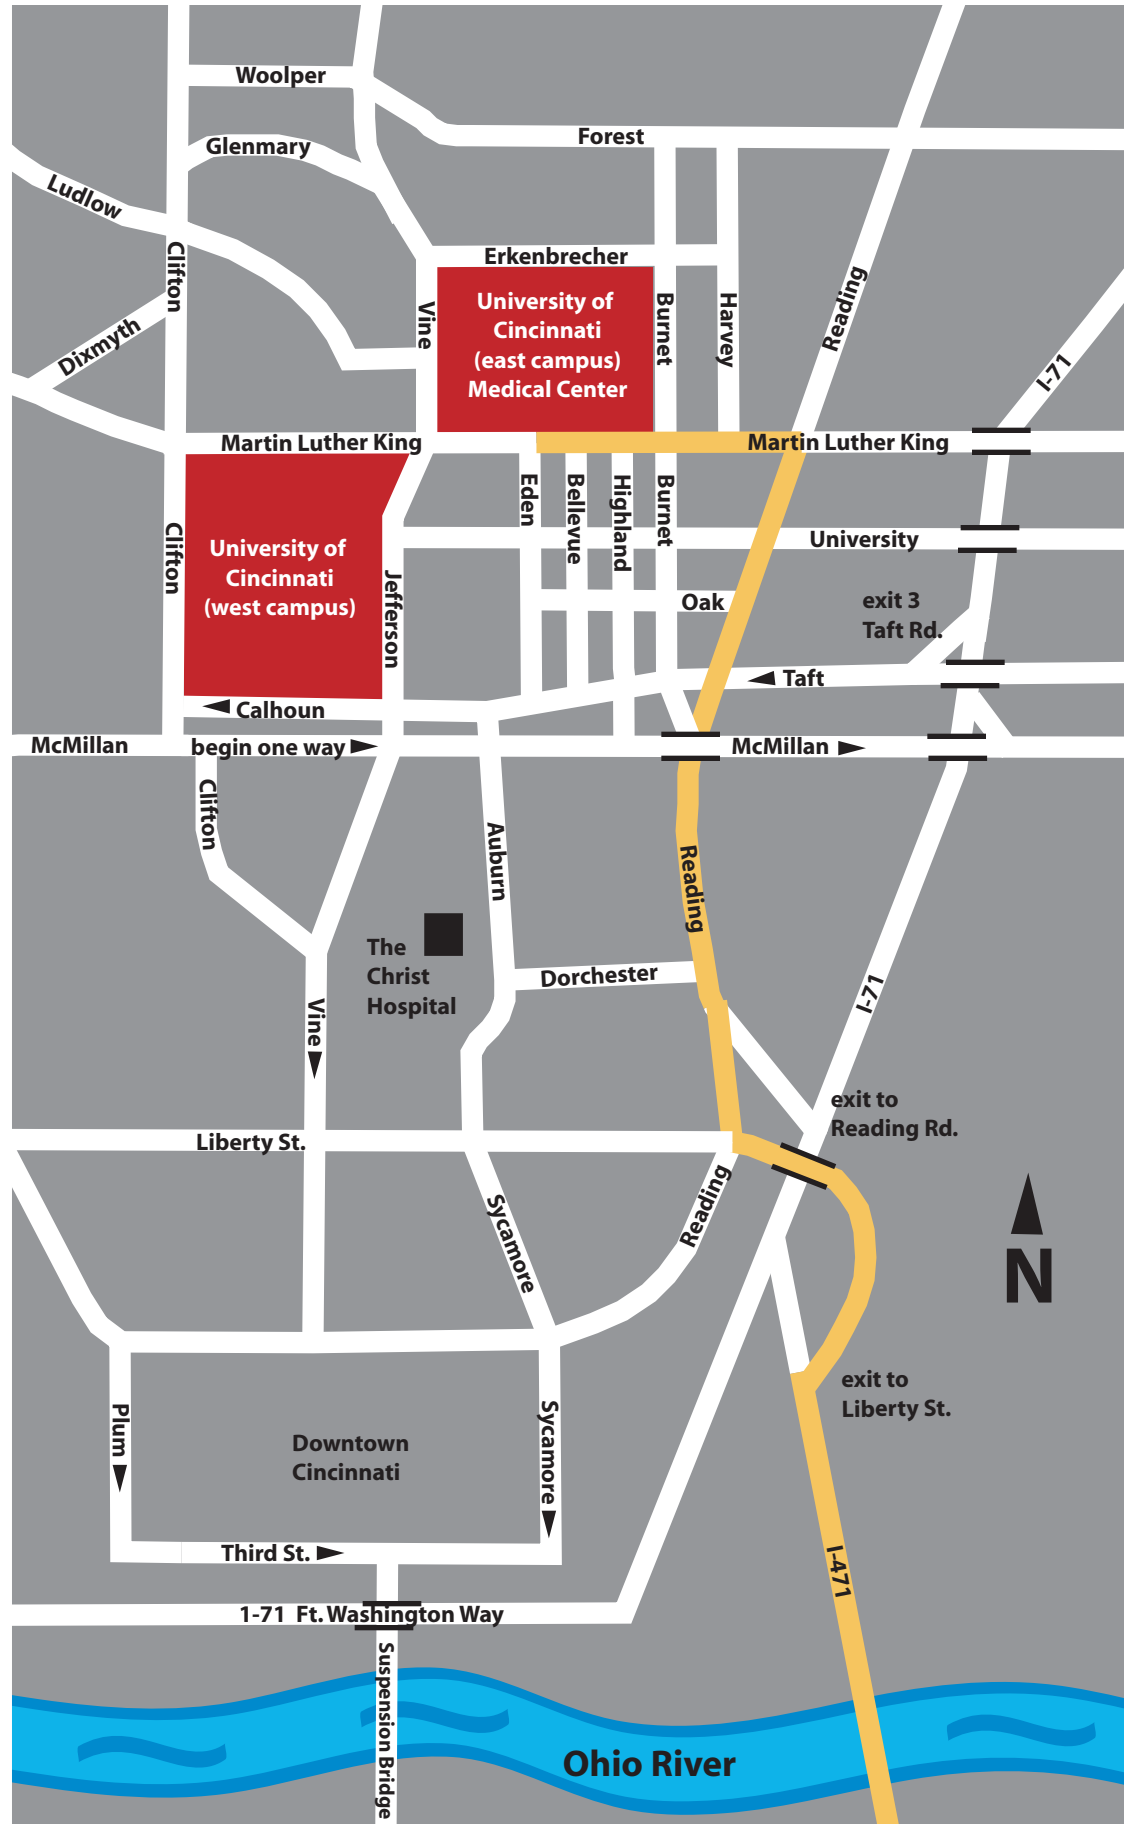 Woolper
Forest
Glenmary
Ludlow
Clifton
Erkenbrecher
Dixmyth
Vine
University of
Cincinnati
(east campus)
Medical Center
Burnet
Harvey
Reading
I-71
Martin Luther King
Martin Luther King
Clifton
University of
Cincinnati
(west campus)
Jefferson
Eden
Bellevue
Highland
Burnet
University
Oak
exit 3
Taft Rd.
Taft
Calhoun
McMillan
begin one way
McMillan
Clifton
Auburn
Reading
The
Christ
Hospital
Dorchester
I-71
Vine
exit to
Reading Rd.
Liberty St.
Sycamore
Reading
N
exit to
Liberty St.
Plum
Downtown
Cincinnati
Sycamore
Third St.
I-471
1-71 Ft. Washington Way
Suspension Bridge
Ohio River